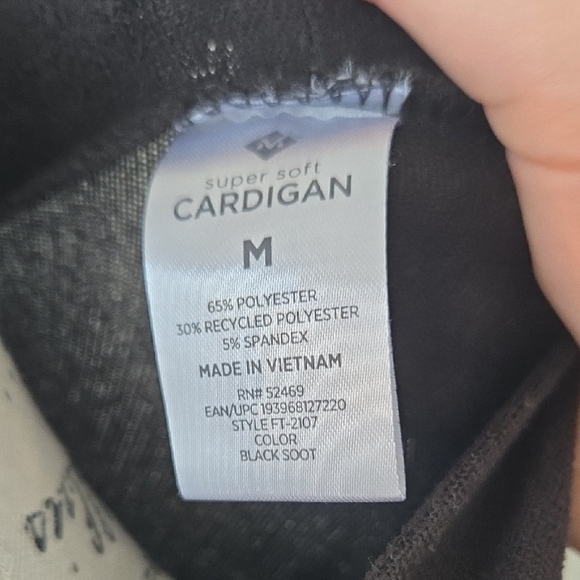 super soft
CARDIGAN
M
65% POLYESTER
30% RECYCLED POLYESTER
5% SPANDEX
MADE IN VIETNAM
RN# 52469
EAN/UPC 193968127220
STYLE FT-2107
COLOR
BLACK SOOT